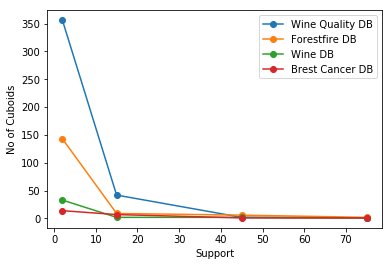 350
300
250
200
150
100
50
0
No of Cuboids
Wine Quality DB
Forestfire DB
Wine DB
Brest Cancer DB
0 10 20 30 40 50 60 70
Support